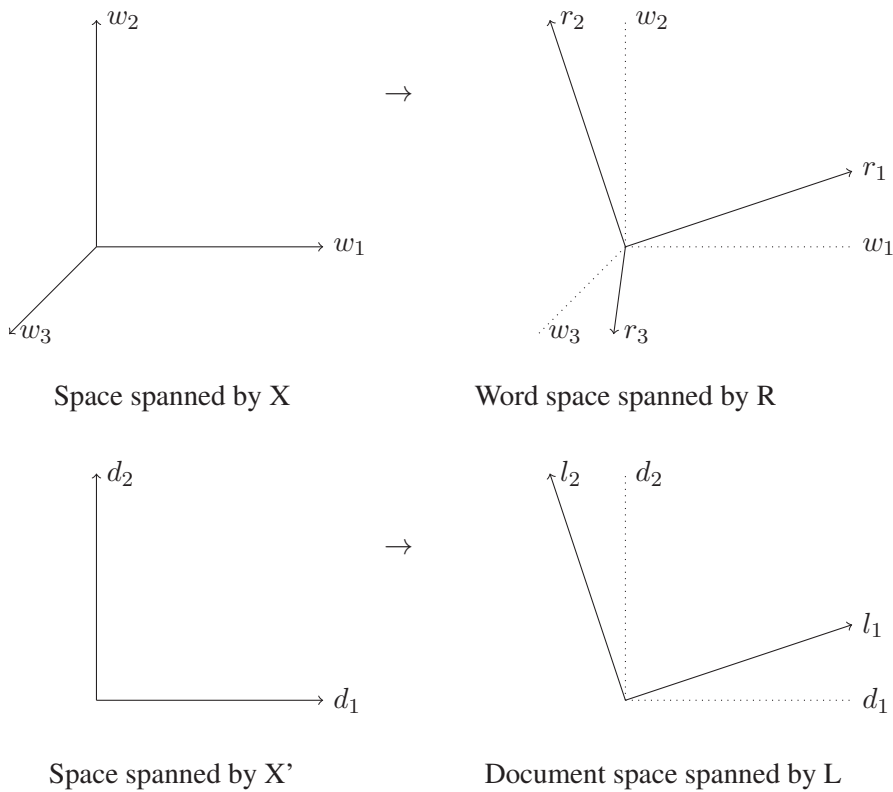 w₂ r₂ w₂
→
r₁
w₁ w₁
w₃ w₃ r₃
Space spanned by X Word space spanned by R
d₂ l₂ d₂
→
l₁
d₁ d₁
Space spanned by X’ Document space spanned by L